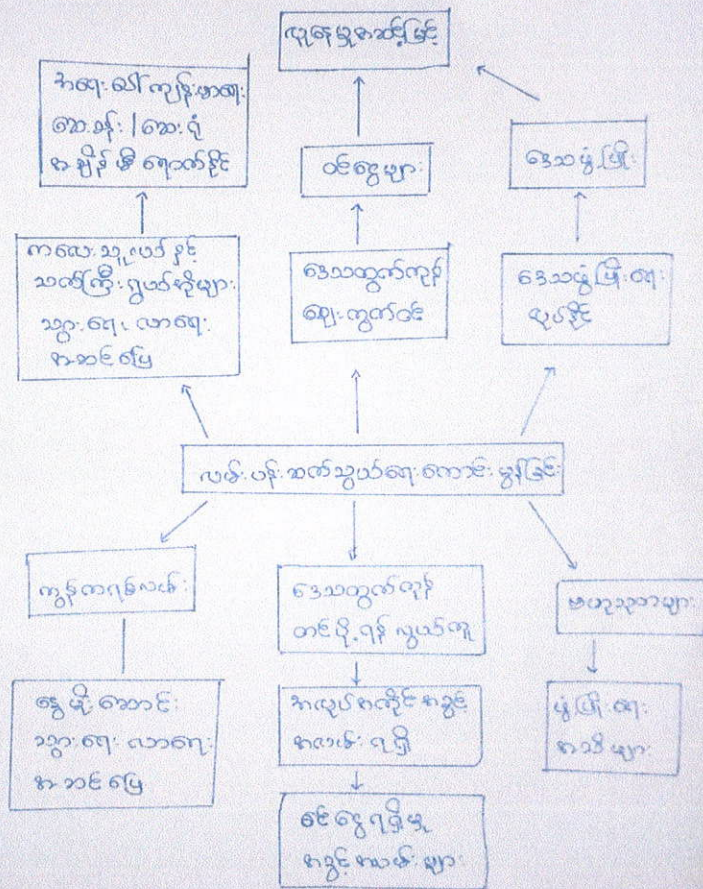 လူနေမှုအဆင့်မြင့်
အရေးပေါ်ကျန်းမာရေး
ဆေးခန်း/ဆေးရုံ
အချိန်မီရောက်နိုင်
ဝင်ငွေများ
ဒေသဖွံ့ဖြိုး
ကလေးသူငယ်နှင့်
သက်ကြီးရွယ်အိုများ
သွားရေးလာရေး
အဆင်ပြေ
ဒေသထွက်ကုန်
ဈေးကွက်ဝင်
ဒေသဖွံ့ဖြိုးရေး
လုပ်နိုင်
လမ်းပန်းဆက်သွယ်ရေးကောင်းမွန်ခြင်း
ကွန်ကရစ်လမ်း
ဒေသထွက်ကုန်
တင်ပို့ရန်လွယ်ကူ
ဗဟုသုတများ
နွေမိုးဆောင်း
သွားရေးလာရေး
အဆင်ပြေ
အလုပ်အကိုင်အခွင့်
အလမ်းရရှိ
ဖွံ့ဖြိုးရေး
အသိများ
ဝင်ငွေရရှိမှု
အခွင့်အလမ်းများ